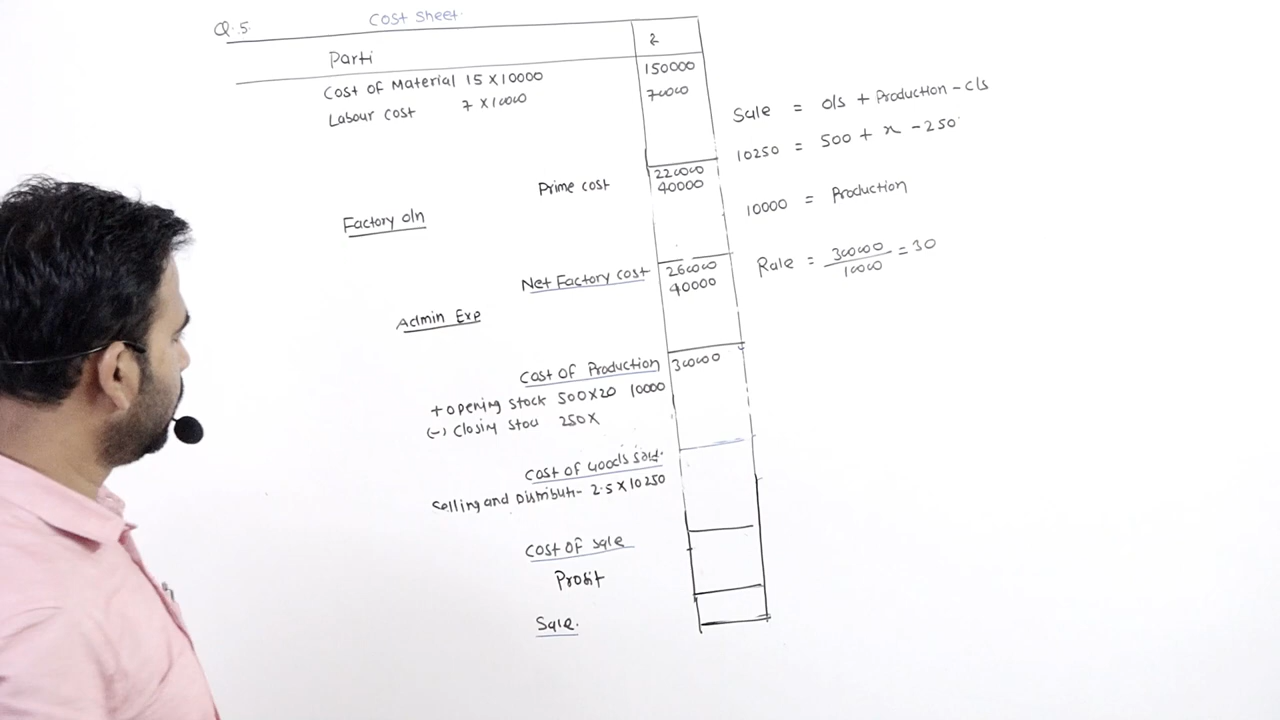 Q.5. Cost Sheet
Parti ₹
Cost of Material 15 X 10000 150000
Labour cost 7 X 10000 70000
Prime cost 220000
40000
Factory o/n
Net Factory cost 260000
40000
Admin Exp
Cost of Production 300000
+ opening stock 500X20 10000
(-) Closing stou 250X
Cost of Goods sold.
Selling and Distributi- 2.5 X 10250
Cost of sale
Profit
Sale.
Sale = o/s + Production - c/s
10250 = 500 + x - 250
10000 = Production
Rate = 300000/10000 = 30